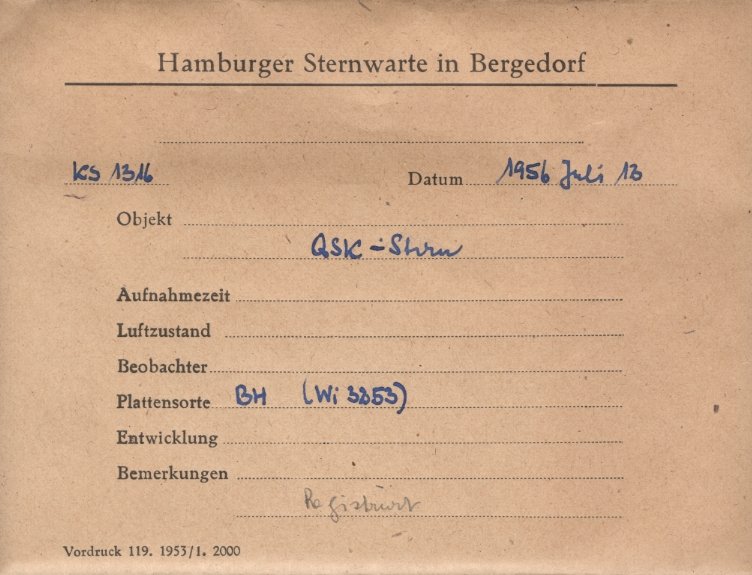 Hamburger Sternwarte in Bergedorf
KS 1316 Datum 1956 Juli 13
Objekt
QSK - Stern
Aufnahmezeit
Luftzustand
Beobachter
Plattensorte BH (Wi 3253)
Entwicklung
Bemerkungen
Registriert
Vordruck 119. 1953/1. 2000